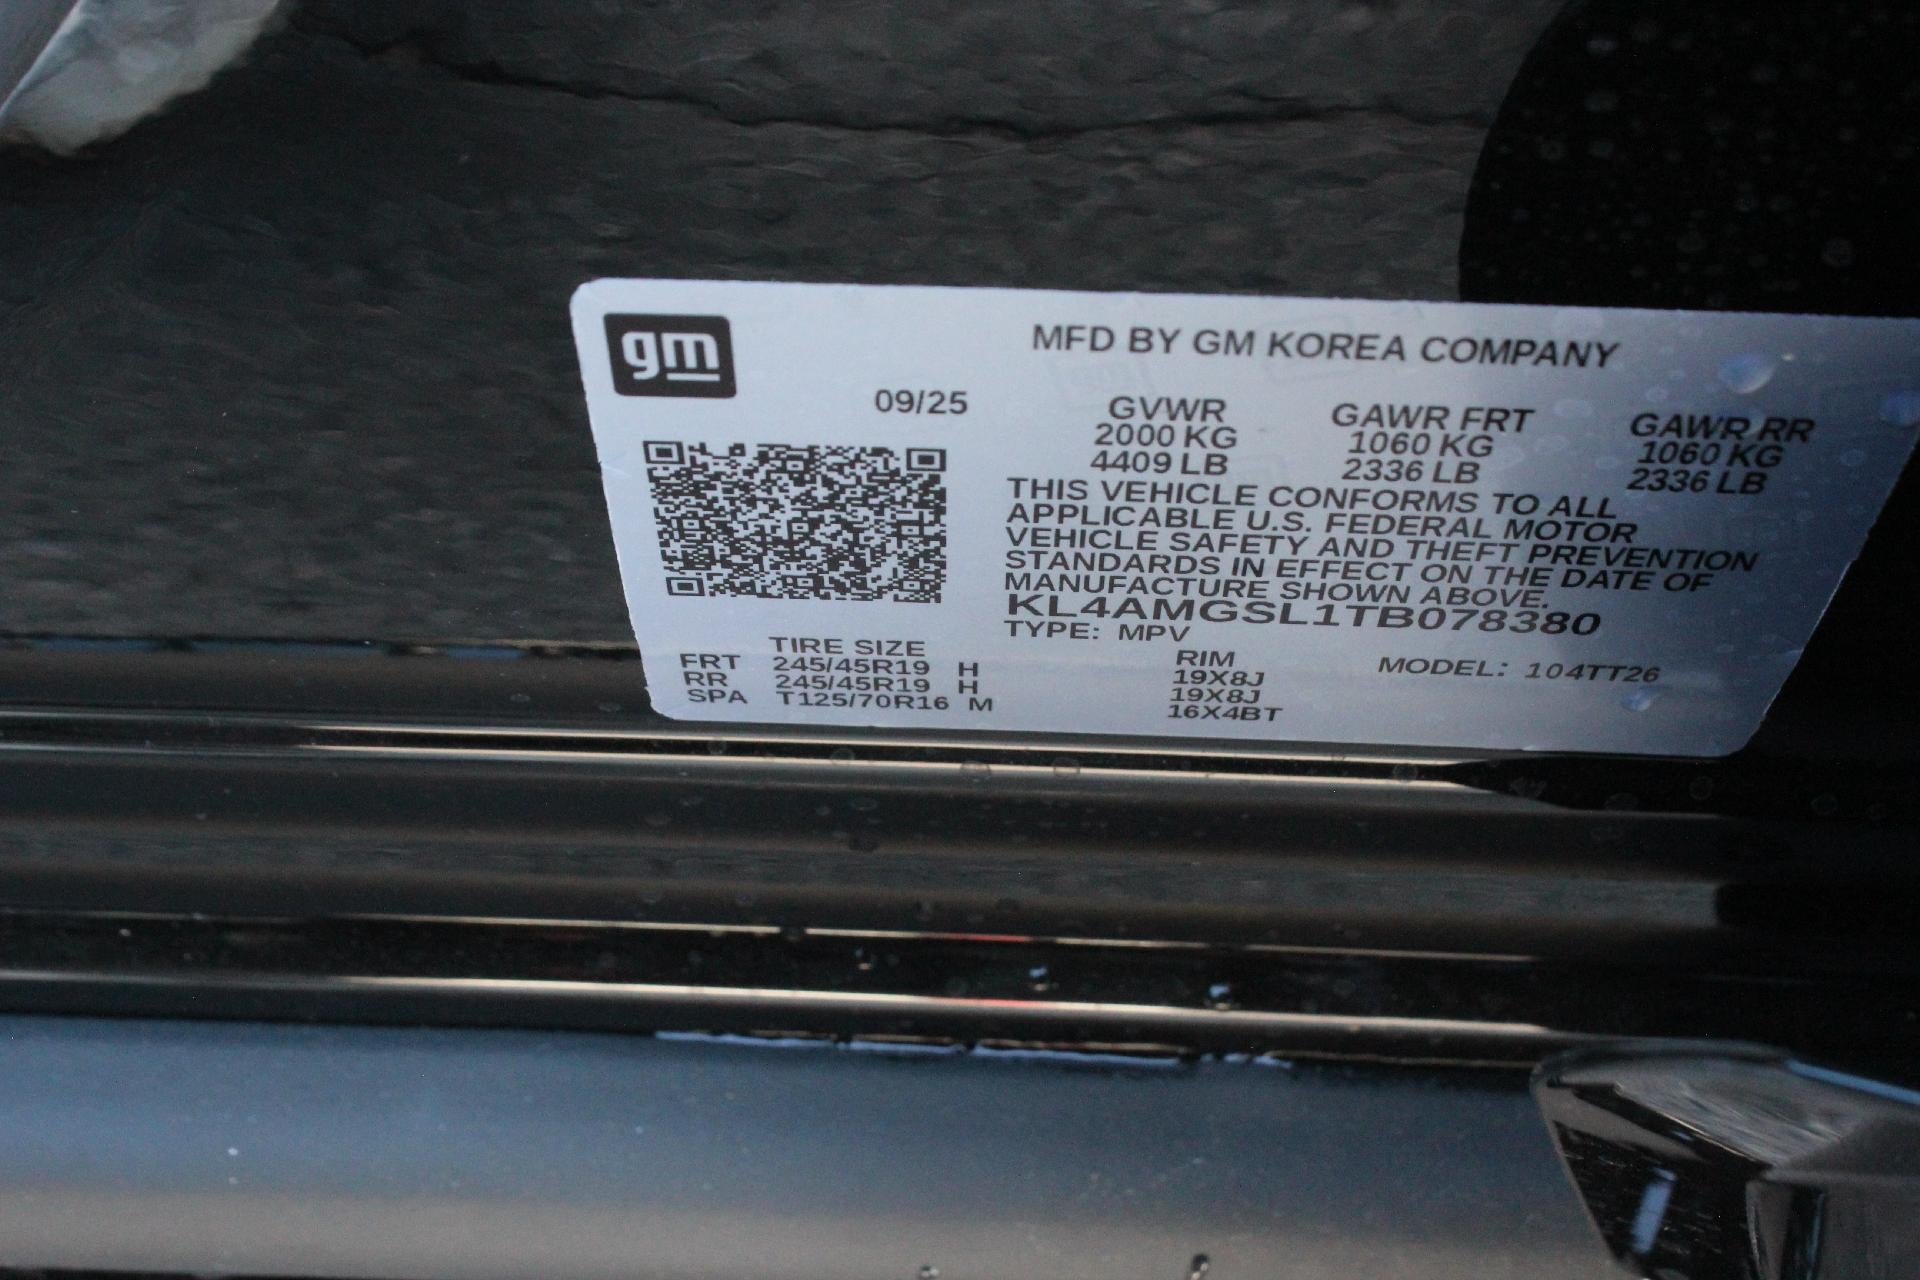 gm
MFD BY GM KOREA COMPANY
09/25
GVWR GAWR FRT GAWR RR
2000 KG 1060 KG 1060 KG
4409 LB 2336 LB 2336 LB
THIS VEHICLE CONFORMS TO ALL
APPLICABLE U.S. FEDERAL MOTOR
VEHICLE SAFETY AND THEFT PREVENTION
STANDARDS IN EFFECT ON THE DATE OF
MANUFACTURE SHOWN ABOVE.
KL4AMGSL1TB078380
TYPE: MPV
TIRE SIZE RIM MODEL: 104TT26
FRT 245/45R19 H 19X8J
RR 245/45R19 H 19X8J
SPA T125/70R16 M 16X4BT